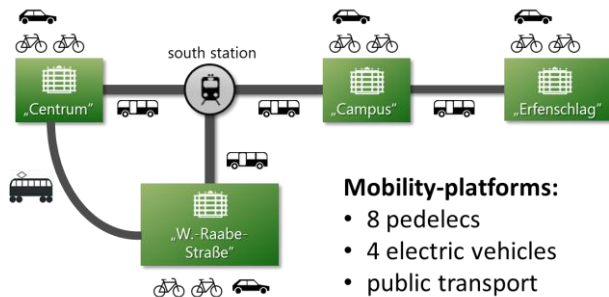 south station
„Centrum“
„Campus“
„Erfenschlag“
„W.-Raabe-
Straße“
Mobility-platforms:
• 8 pedelecs
• 4 electric vehicles
• public transport